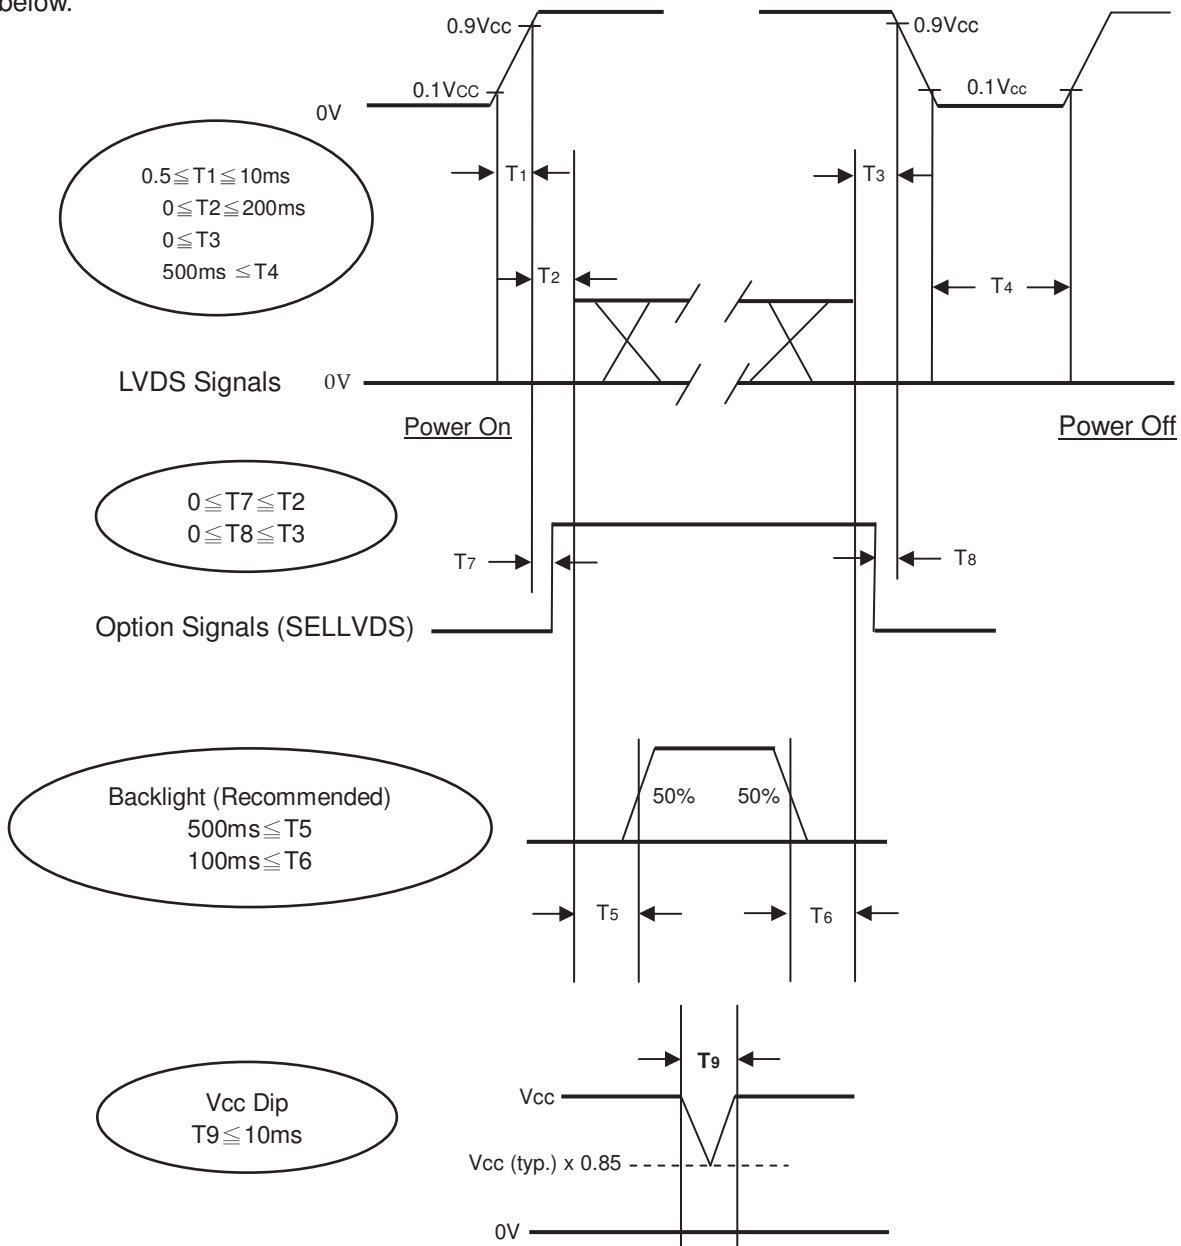 below.
0.9Vcc
0.9Vcc
0.1VCC
0.1Vcc
0V
0.5≦T1≦10ms
0≦T2≦200ms
0≦T3
500ms ≦T4
T1
T3
T2
T4
LVDS Signals
0V
Power On
Power Off
0≦T7≦T2
0≦T8≦T3
T7
T8
Option Signals (SELLVDS)
Backlight (Recommended)
500ms≦T5
100ms≦T6
50%
50%
T5
T6
T9
Vcc Dip
T9≦10ms
Vcc
Vcc (typ.) x 0.85
0V